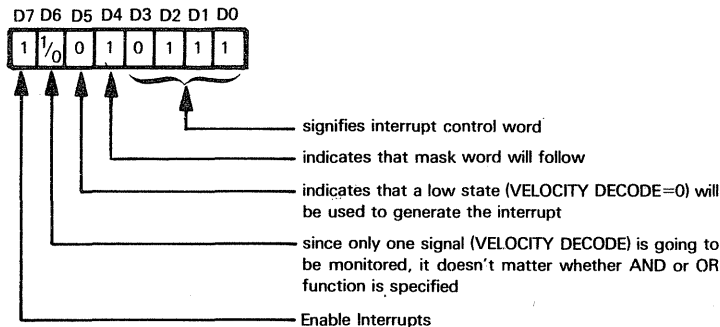 D7 D6 D5 D4 D3 D2 D1 D0
1 1/0 0 1 0 1 1 1
signifies interrupt control word
indicates that mask word will follow
indicates that a low state (VELOCITY DECODE=0) will
be used to generate the interrupt
since only one signal (VELOCITY DECODE) is going to
be monitored, it doesn't matter whether AND or OR
function is specified
Enable Interrupts